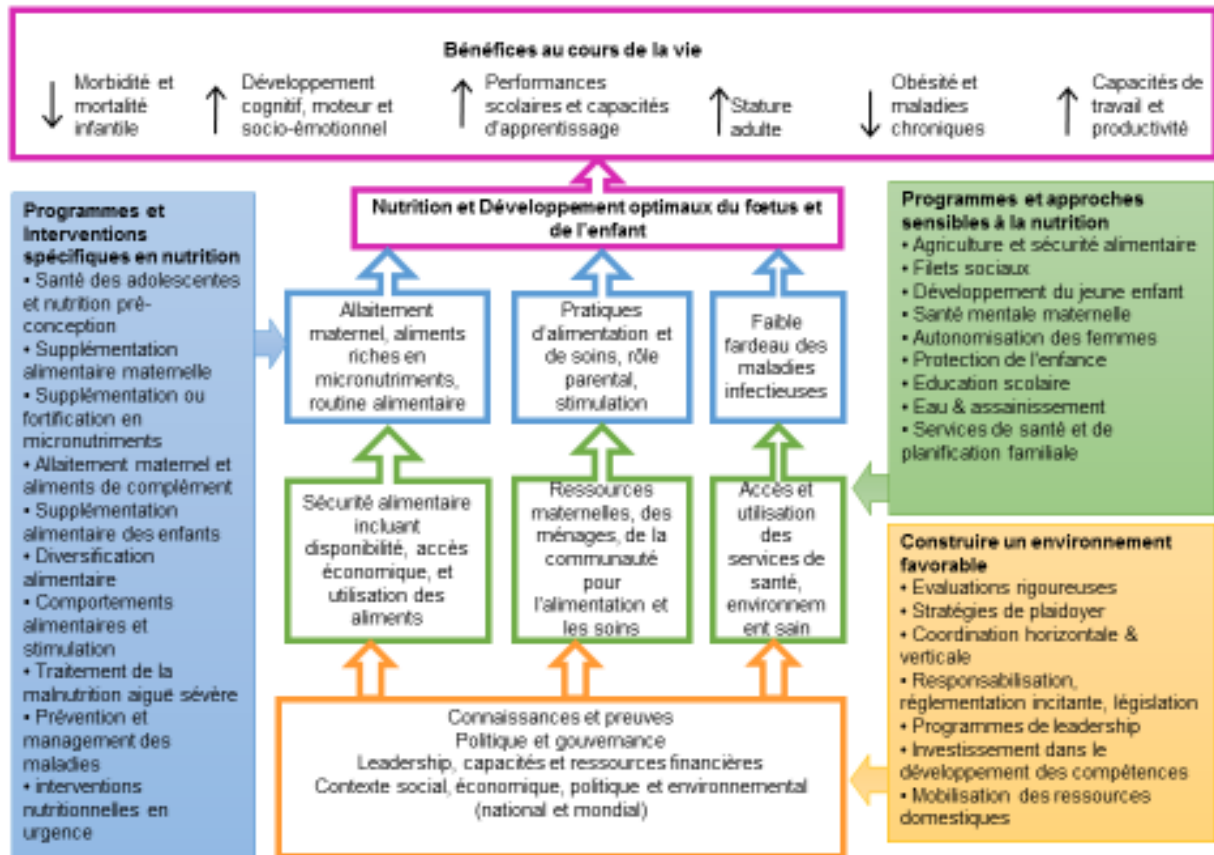 Bénéfices au cours de la vie
Morbidité et
mortalité
infantile
Développement
cognitif, moteur et
socio-émotionnel
Performances
scolaires et capacités
d'apprentissage
Stature
adulte
Obésité et
maladies
chroniques
Capacités de
travail et
productivité
Nutrition et Développement optimaux du fœtus et
de l'enfant
Programmes et
Interventions
spécifiques en nutrition
• Santé des adolescentes
et nutrition pré-
conception
• Supplémentation
alimentaire maternelle
• Supplémentation ou
fortification en
micronutriments
• Allaitement maternel et
aliments de complément
• Supplémentation
alimentaire des enfants
• Diversification
alimentaire
• Comportements
alimentaires et
stimulation
• Traitement de la
malnutrition aiguë sévère
• Prévention et
management des
maladies
• interventions
nutritionnelles en
urgence
Allaitement
maternel, aliments
riches en
micronutriments,
routine alimentaire
Pratiques
d'alimentation et
de soins, rôle
parental,
stimulation
Faible
fardeau des
maladies
infectieuses
Sécurité alimentaire
incluant
disponibilité, accès
économique, et
utilisation des
aliments
Ressources
maternelles, des
ménages, de la
communauté
pour
l'alimentation et
les soins
Accès et
utilisation
des
services de
santé,
environnem
ent sain
Connaissances et preuves
Politique et gouvernance
Leadership, capacités et ressources financières
Contexte social, économique, politique et environnemental
(national et mondial)
Programmes et approches
sensibles à la nutrition
• Agriculture et sécurité alimentaire
• Filets sociaux
• Développement du jeune enfant
• Santé mentale maternelle
• Autonomisation des femmes
• Protection de l'enfance
• Education scolaire
• Eau & assainissement
• Services de santé et de
planification familiale
Construire un environnement
favorable
• Evaluations rigoureuses
• Stratégies de plaidoyer
• Coordination horizontale &
verticale
• Responsabilisation,
réglementation incitante, législation
• Programmes de leadership
• Investissement dans le
développement des compétences
• Mobilisation des ressources
domestiques